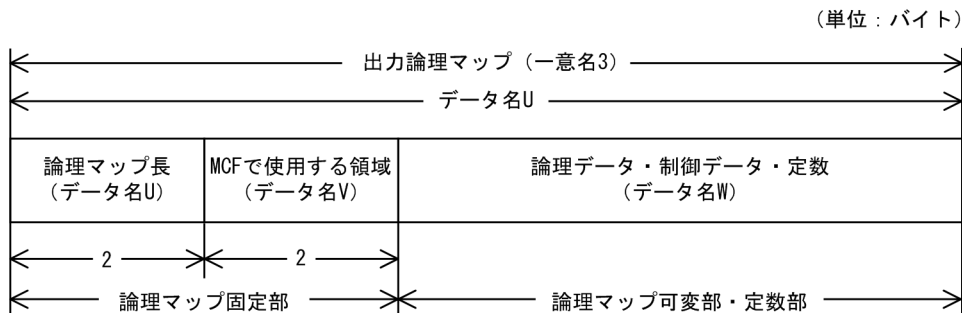 (単位:バイト)
出力論理マップ(一意名3)
データ名U
論理マップ長
(データ名U)
MCFで使用する領域
(データ名V)
論理データ・制御データ・定数
(データ名W)
2
2
論理マップ固定部
論理マップ可変部・定数部